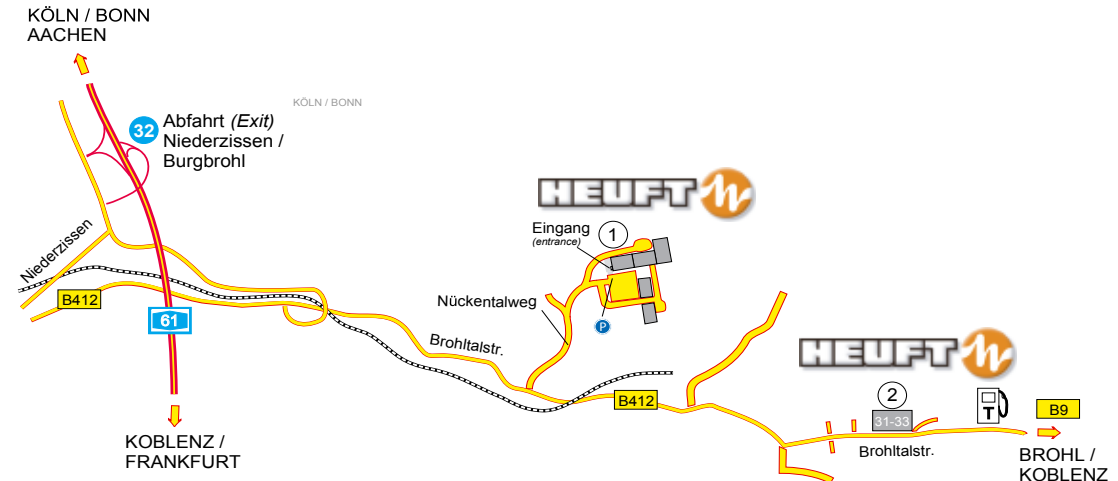 KÖLN / BONN
AACHEN
KÖLN / BONN
32
Abfahrt (Exit)
Niederzissen /
Burgbrohl
HEUFT
Eingang
(entrance)
1
Niederzissen
B412
61
Nückentalweg
P
Brohltalstr.
HEUFT
B412
2
31-33
T
B9
Brohltalstr.
KOBLENZ /
FRANKFURT
BROHL /
KOBLENZ